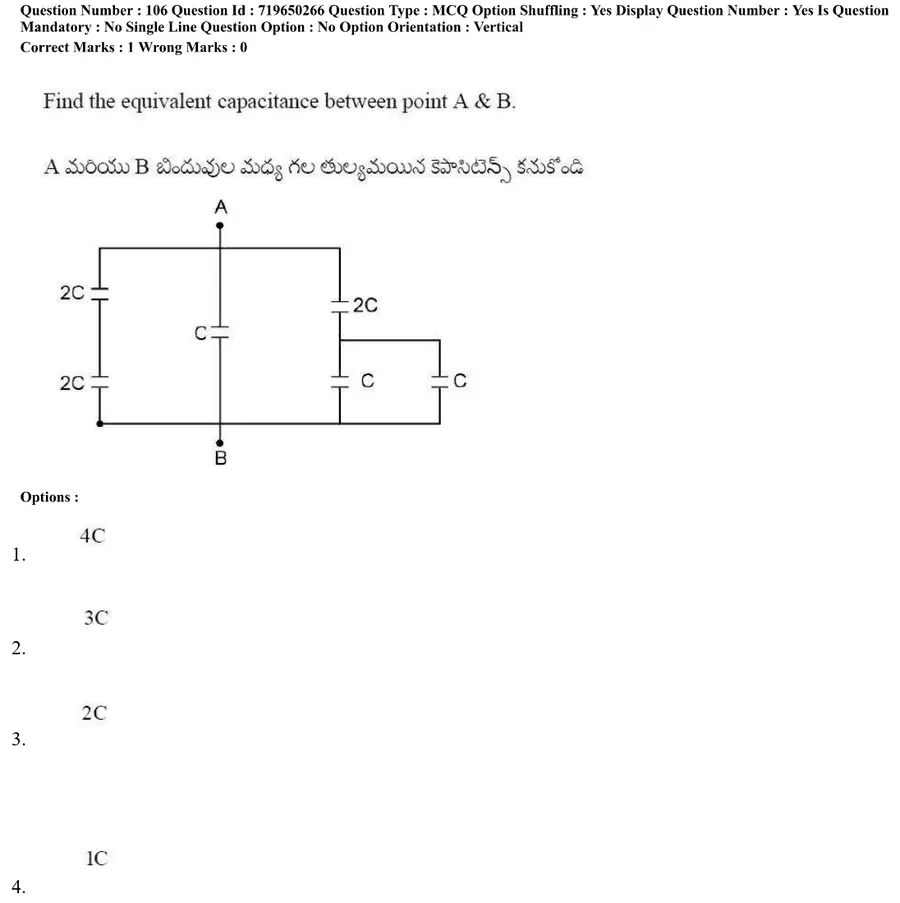 Question Number : 106 Question Id : 719650266 Question Type : MCQ Option Shuffling : Yes Display Question Number : Yes Is Question
Mandatory : No Single Line Question Option : No Option Orientation : Vertical
Correct Marks : 1 Wrong Marks : 0
Find the equivalent capacitance between point A & B.
A మరియు B బిందువుల మధ్య గల తుల్యమయిన కెపాసిటెన్స్ కనుకోండి
A
2C
2C
C
2C
C
C
B
Options :
4C
1.
3C
2.
2C
3.
1C
4.